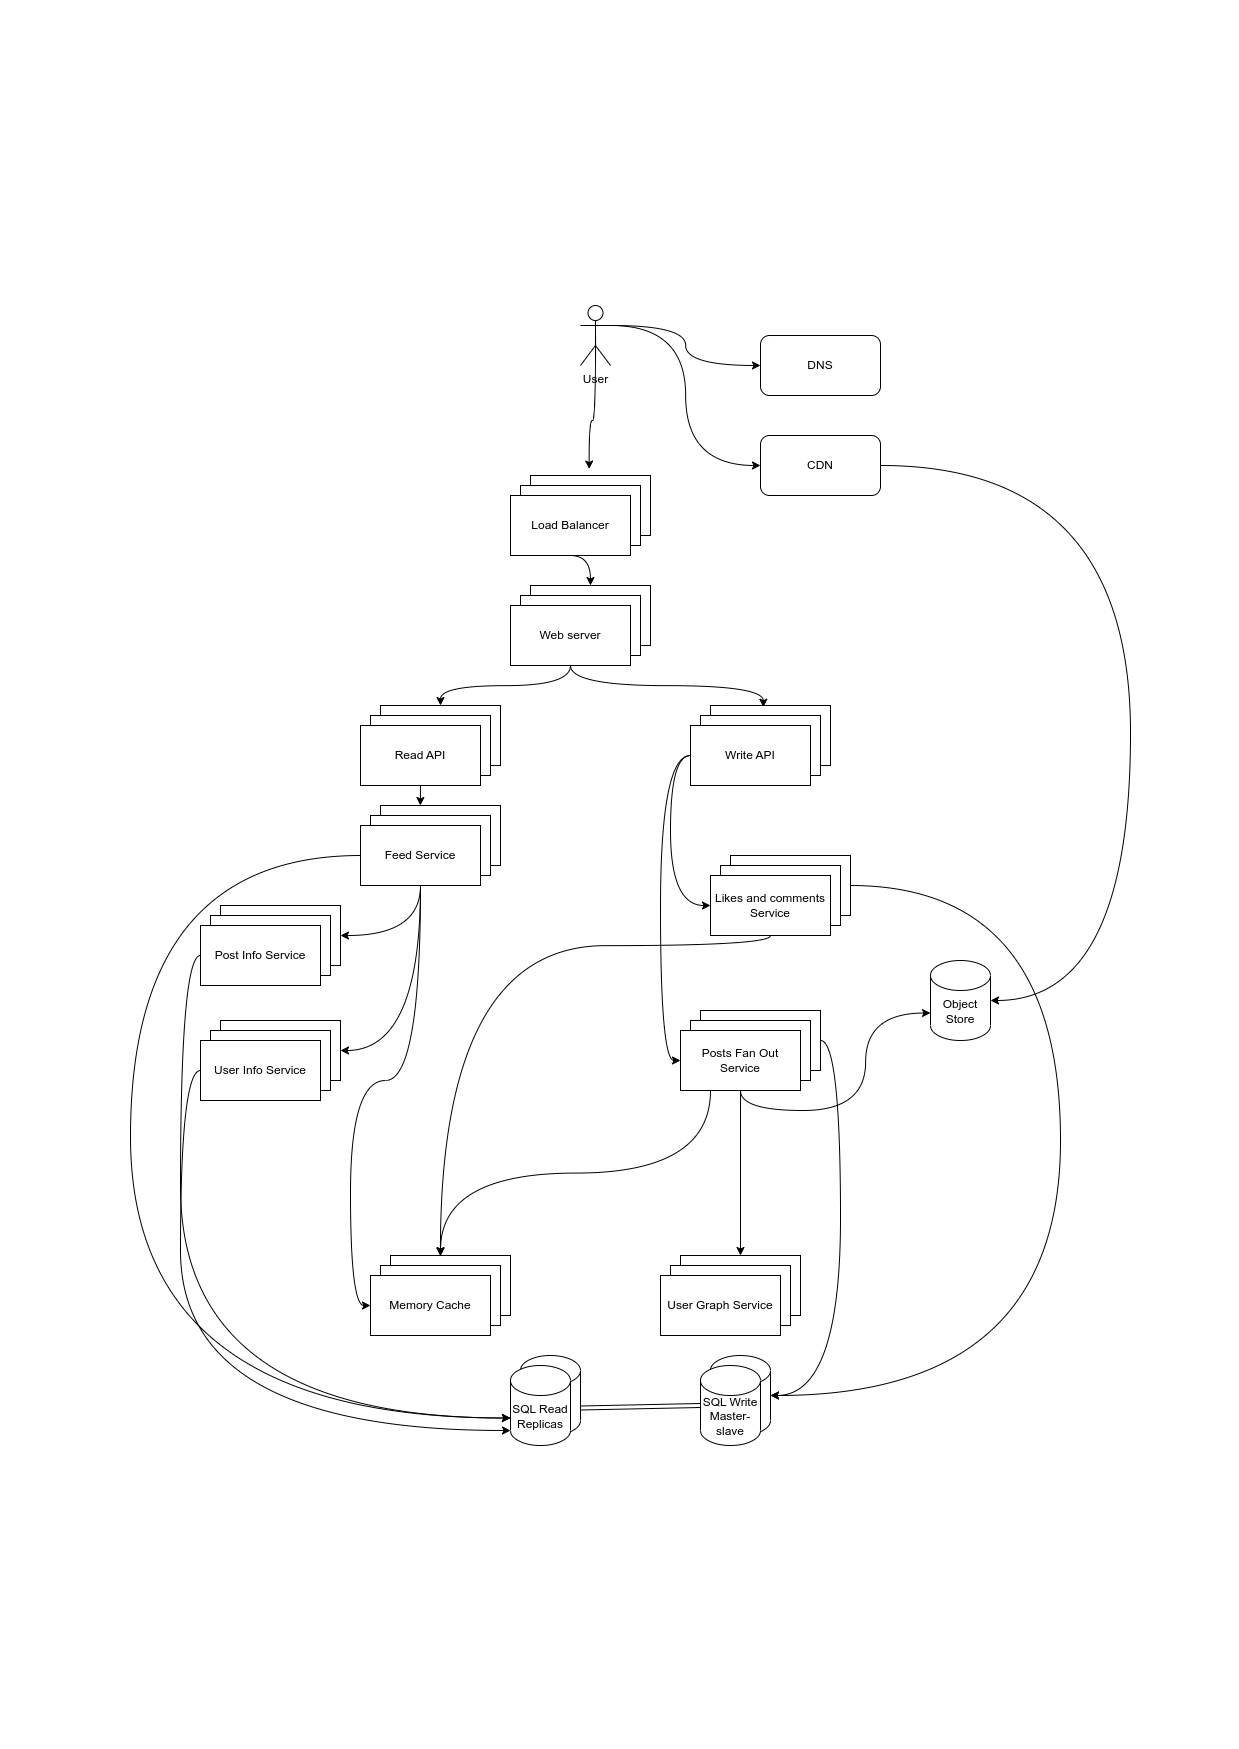 User
DNS
CDN
Load Balancer
Web server
Read API
Write API
Feed Service
Likes and comments
Service
Post Info Service
Object
Store
User Info Service
Posts Fan Out
Service
Memory Cache
User Graph Service
SQL Read
Replicas
SQL Write
Master-
slave